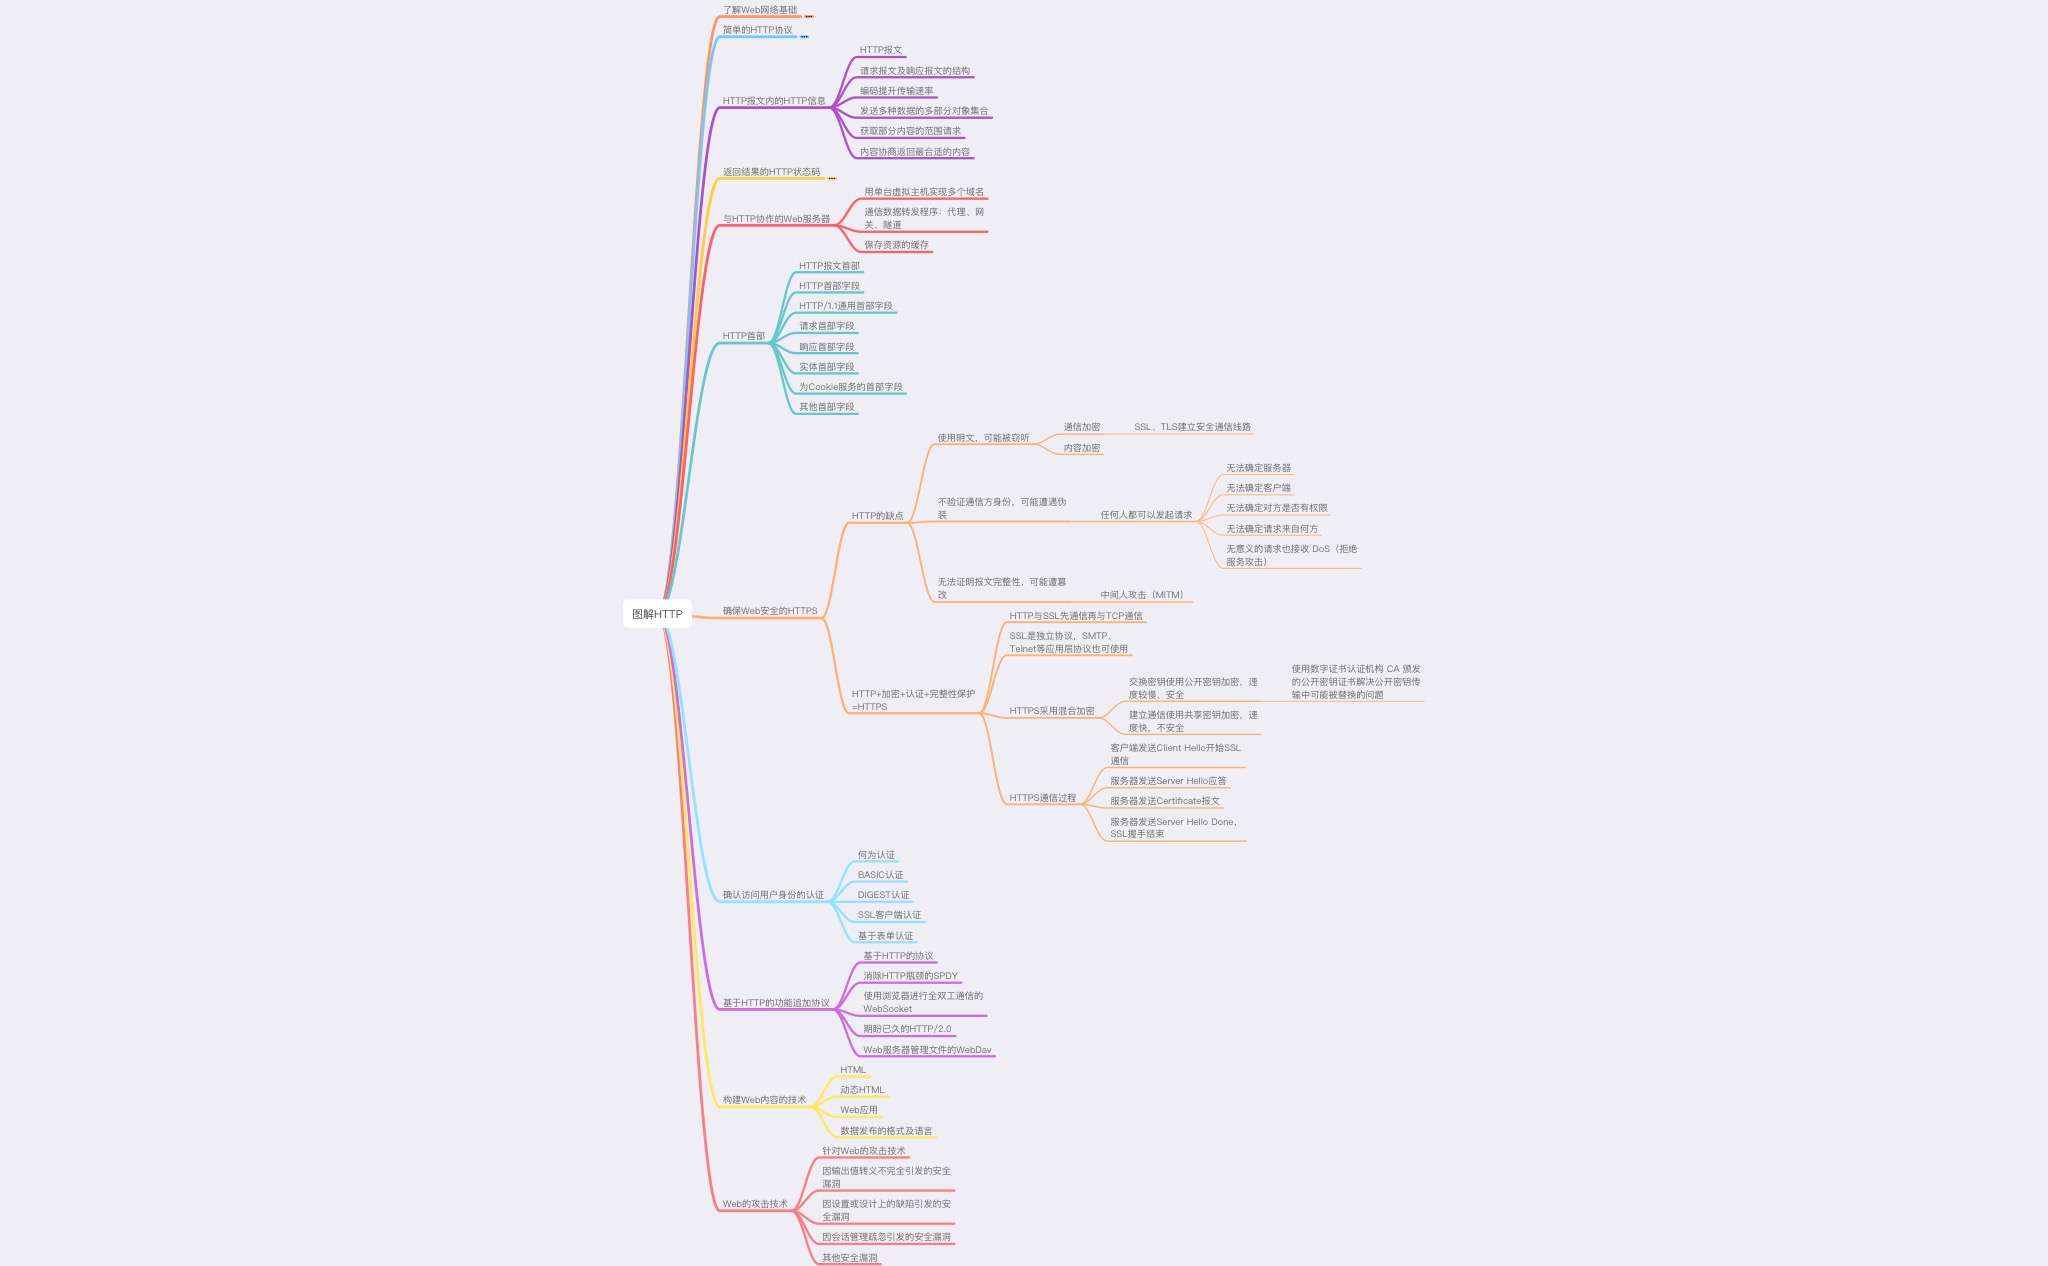 了解Web网络基础
简单的HTTP协议
HTTP报文
请求报文及响应报文的结构
编码提升传输速率
HTTP报文内的HTTP信息
发送多种数据的多部分对象集合
获取部分内容的范围请求
内容协商返回最合适的内容
返回结果的HTTP状态码
用单台虚拟主机实现多个域名
与HTTP协作的Web服务器
通信数据转发程序：代理、网
关、隧道
保存资源的缓存
HTTP报文首部
HTTP首部字段
HTTP/1.1通用首部字段
请求首部字段
HTTP首部
响应首部字段
实体首部字段
为Cookie服务的首部字段
其他首部字段
图解HTTP
确保Web安全的HTTPS
HTTP的缺点
使用明文，可能被窃听
通信加密
SSL、TLS建立安全通信线路
内容加密
不验证通信方身份，可能遭遇伪
装
任何人都可以发起请求
无法确定服务器
无法确定客户端
无法确定对方是否有权限
无法确定请求来自何方
无意义的请求也接收 DoS（拒绝
服务攻击）
无法证明报文完整性，可能遭篡
改
中间人攻击（MITM）
HTTP+加密+认证+完整性保护
=HTTPS
HTTP与SSL先通信再与TCP通信
SSL是独立协议，SMTP、
Telnet等应用层协议也可使用
HTTPS采用混合加密
交换密钥使用公开密钥加密，速
度较慢、安全
使用数字证书认证机构 CA 颁发
的公开密钥证书解决公开密钥传
输中可能被替换的问题
建立通信使用共享密钥加密，速
度快，不安全
HTTPS通信过程
客户端发送Client Hello开始SSL
通信
服务器发送Server Hello应答
服务器发送Certificate报文
服务器发送Server Hello Done，
SSL握手结束
确认访问用户身份的认证
何为认证
BASIC认证
DIGEST认证
SSL客户端认证
基于表单认证
基于HTTP的功能追加协议
基于HTTP的协议
消除HTTP瓶颈的SPDY
使用浏览器进行全双工通信的
WebSocket
期盼已久的HTTP/2.0
Web服务器管理文件的WebDav
构建Web内容的技术
HTML
动态HTML
Web应用
数据发布的格式及语言
Web的攻击技术
针对Web的攻击技术
因输出值转义不完全引发的安全
漏洞
因设置或设计上的缺陷引发的安
全漏洞
因会话管理疏忽引发的安全漏洞
其他安全漏洞